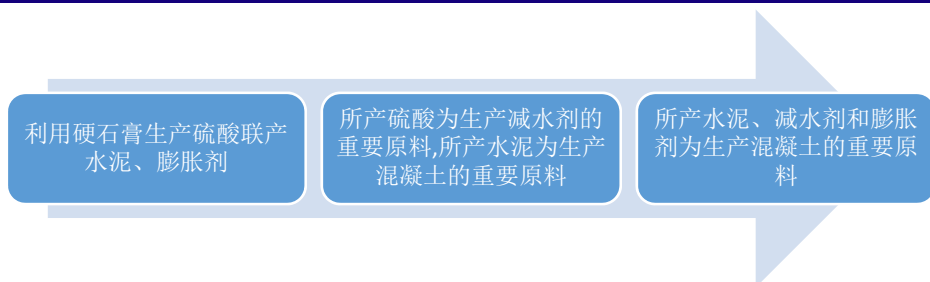 利用硬石膏生产硫酸联产
水泥、膨胀剂
所产硫酸为生产减水剂的
重要原料,所产水泥为生产
混凝土的重要原料
所产水泥、减水剂和膨胀
剂为生产混凝土的重要原
料